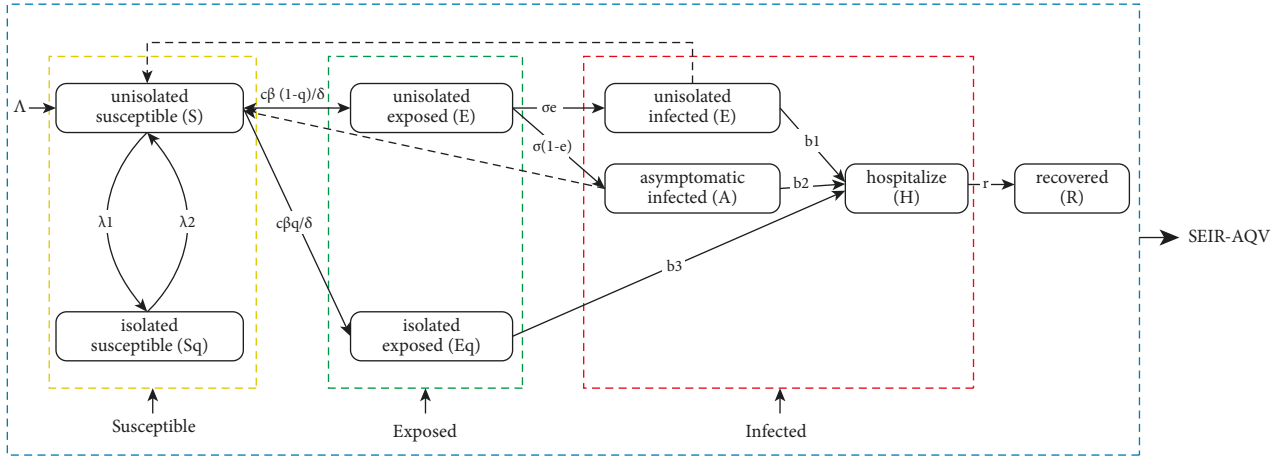 Λ
unisolated
susceptible (S)
cβ (1-q)/δ
unisolated
exposed (E)
σe
unisolated
infected (E)
σ(1-e)
b1
asymptomatic
infected (A)
b2
hospitalize
(H)
r
recovered
(R)
λ1
λ2
cβq/δ
b3
SEIR-AQV
isolated
susceptible (Sq)
isolated
exposed (Eq)
Susceptible
Exposed
Infected